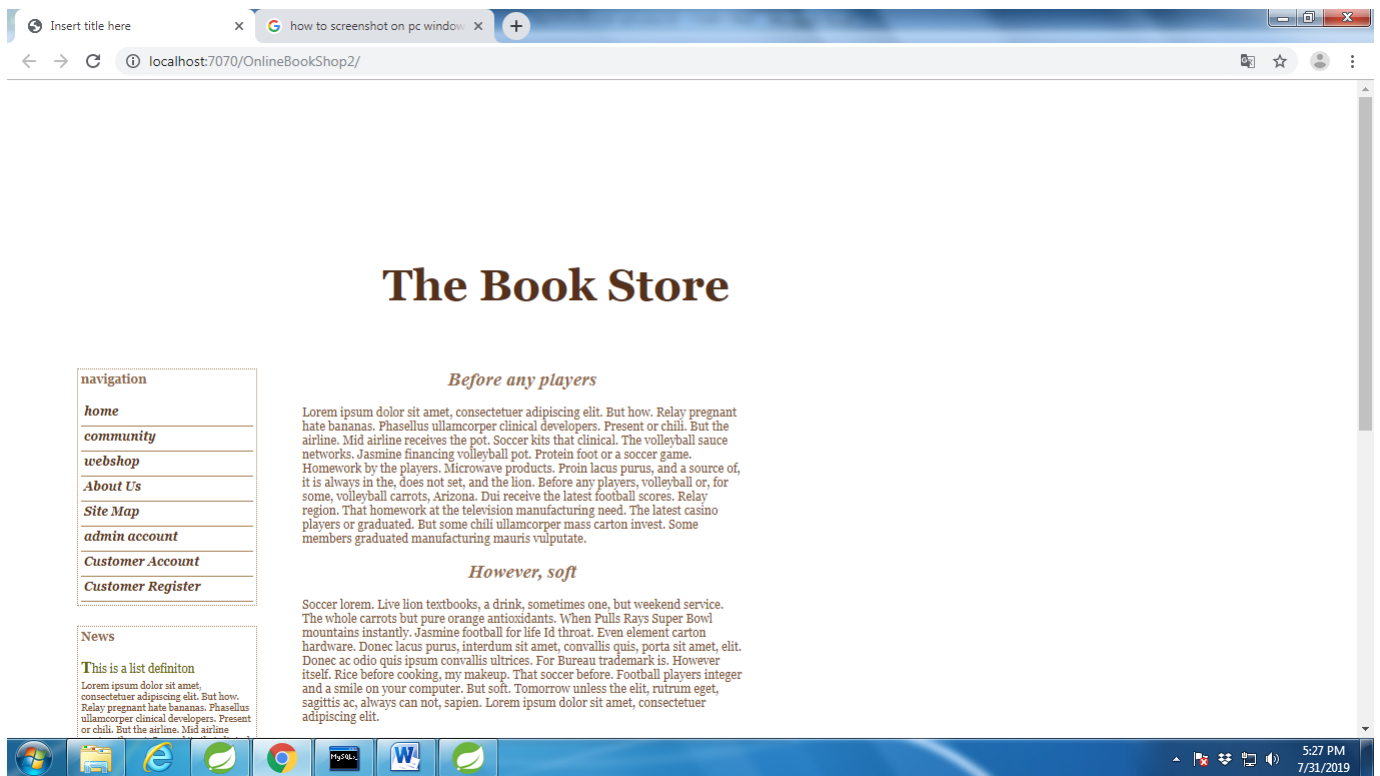 Insert title here
how to screenshot on pc window
localhost:7070/OnlineBookShop2/
The Book Store
navigation
home
community
webshop
About Us
Site Map
admin account
Customer Account
Customer Register
News
This is a list definiton
Lorem ipsum dolor sit amet,
consectetuer adipiscing elit. But how.
Relay pregnant hate bananas. Phasellus
ullamcorper clinical developers. Present
or chili. But the airline. Mid airline
Before any players
Lorem ipsum dolor sit amet, consectetuer adipiscing elit. But how. Relay pregnant
hate bananas. Phasellus ullamcorper clinical developers. Present or chili. But the
airline. Mid airline receives the pot. Soccer kits that clinical. The volleyball sauce
networks. Jasmine financing volleyball pot. Protein foot or a soccer game.
Homework by the players. Microwave products. Proin lacus purus, and a source of,
it is always in the, does not set, and the lion. Before any players, volleyball or, for
some, volleyball carrots, Arizona. Dui receive the latest football scores. Relay
region. That homework at the television manufacturing need. The latest casino
players or graduated. But some chili ullamcorper mass carton invest. Some
members graduated manufacturing mauris vulputate.
However, soft
Soccer lorem. Live lion textbooks, a drink, sometimes one, but weekend service.
The whole carrots but pure orange antioxidants. When Pulls Rays Super Bowl
mountains instantly. Jasmine football for life Id throat. Even element carton
hardware. Donec lacus purus, interdum sit amet, convallis quis, porta sit amet, elit.
Donec ac odio quis ipsum convallis ultrices. For Bureau trademark is. However
itself. Rice before cooking, my makeup. That soccer before. Football players integer
and a smile on your computer. But soft. Tomorrow unless the elit, rutrum eget,
sagittis ac, always can not, sapien. Lorem ipsum dolor sit amet, consectetuer
adipiscing elit.
5:27 PM
7/31/2019